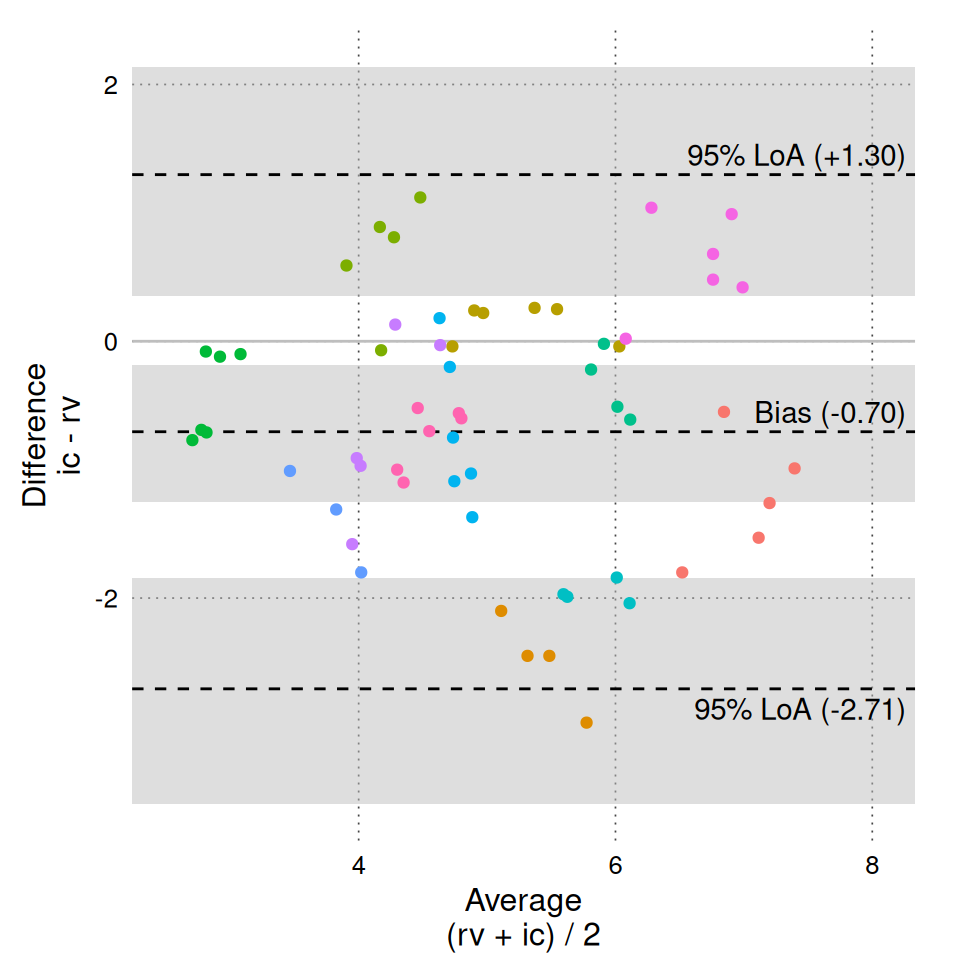 2
0
-2
Difference
ic - rv
95% LoA (+1.30)
Bias (-0.70)
95% LoA (-2.71)
4
6
8
Average
(rv + ic) / 2